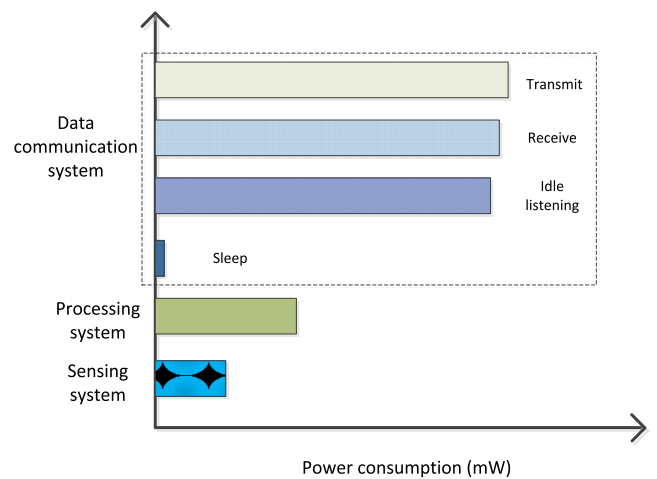 Transmit
Data
communication
system
Receive
Idle
listening
Sleep
Processing
system
Sensing
system
Power consumption (mW)